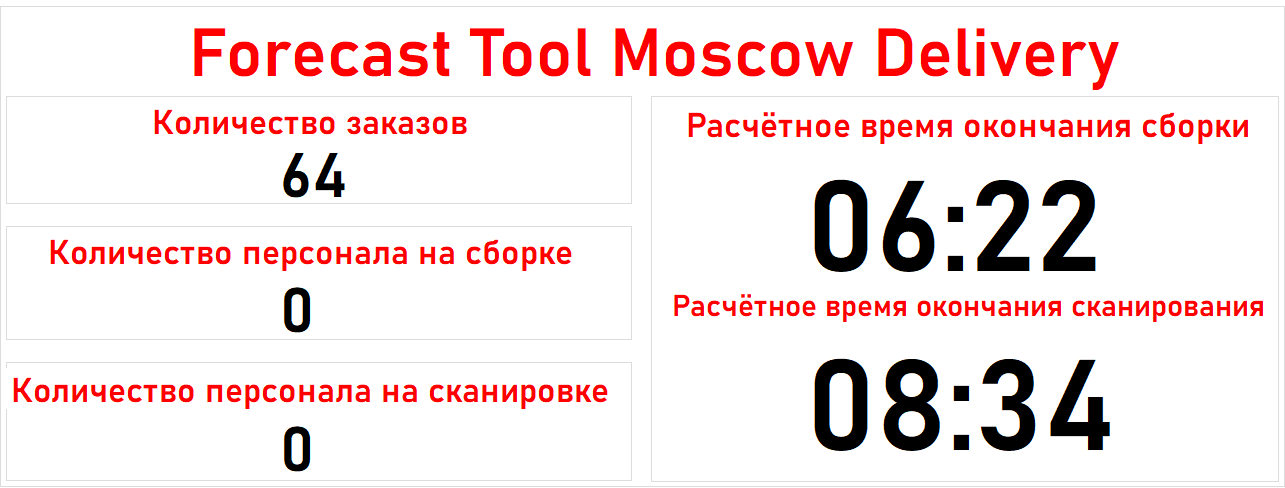 Forecast Tool Moscow Delivery
Количество заказов
64
Количество персонала на сборке
0
Количество персонала на сканировке
0
Расчётное время окончания сборки
06:22
Расчётное время окончания сканирования
08:34